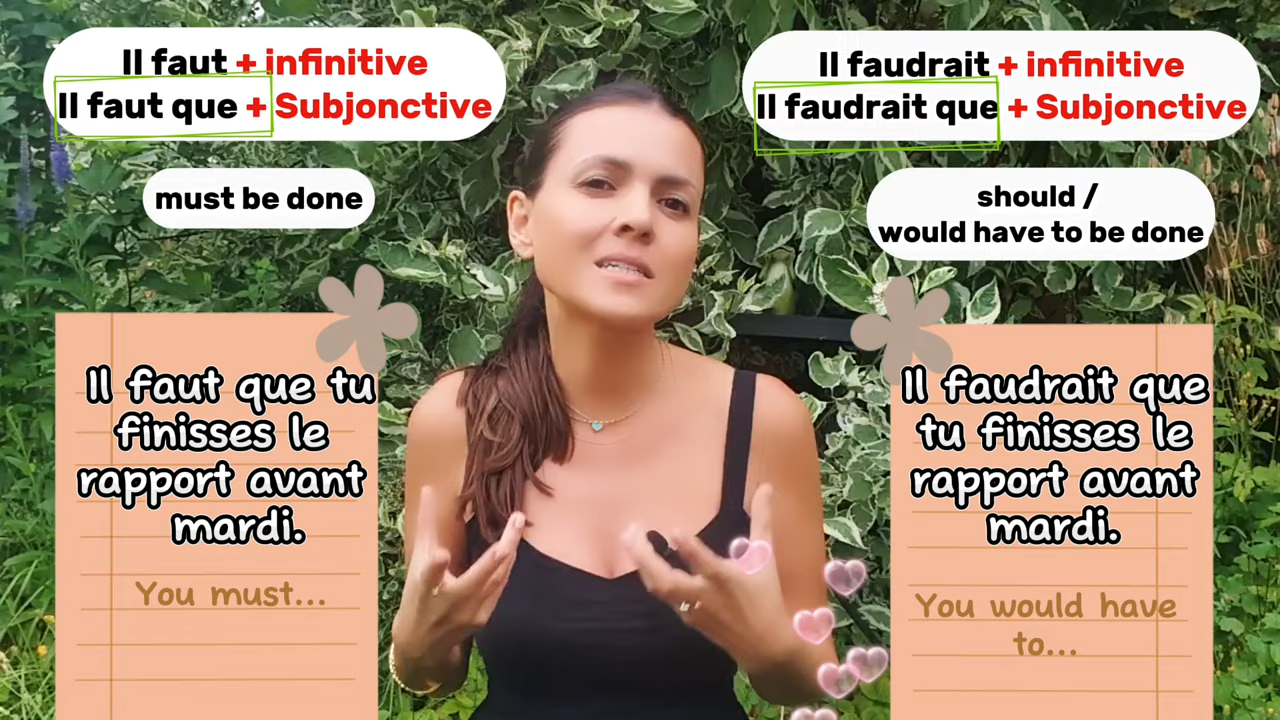 Il faut + infinitive
Il faut que + Subjonctive
must be done
Il faut que tu
finisses le
rapport avant
mardi.
You must...
Il faudrait + infinitive
Il faudrait que + Subjonctive
should /
would have to be done
Il faudrait que
tu finisses le
rapport avant
mardi.
You would have
to...